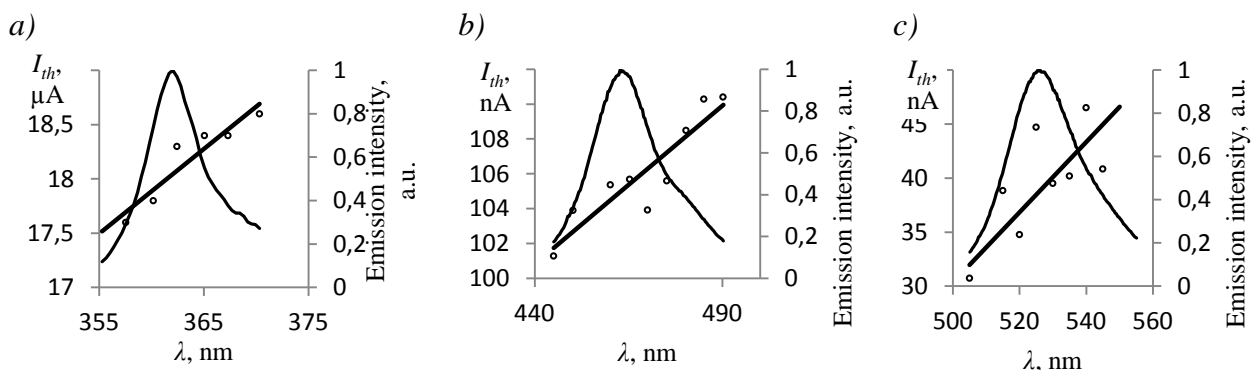 a)
I_th,
µA
18,5
18
17,5
17
355
365
375
λ, nm
1
0,8
0,6
0,4
0,2
0
Emission intensity,
a.u.
b)
I_th,
nA
108
106
104
102
100
440
490
λ, nm
1
0,8
0,6
0,4
0,2
0
Emission intensity, a.u.
c)
I_th,
nA
45
40
35
30
500
520
540
560
λ, nm
1
0,8
0,6
0,4
0,2
0
Emission intensity, a.u.